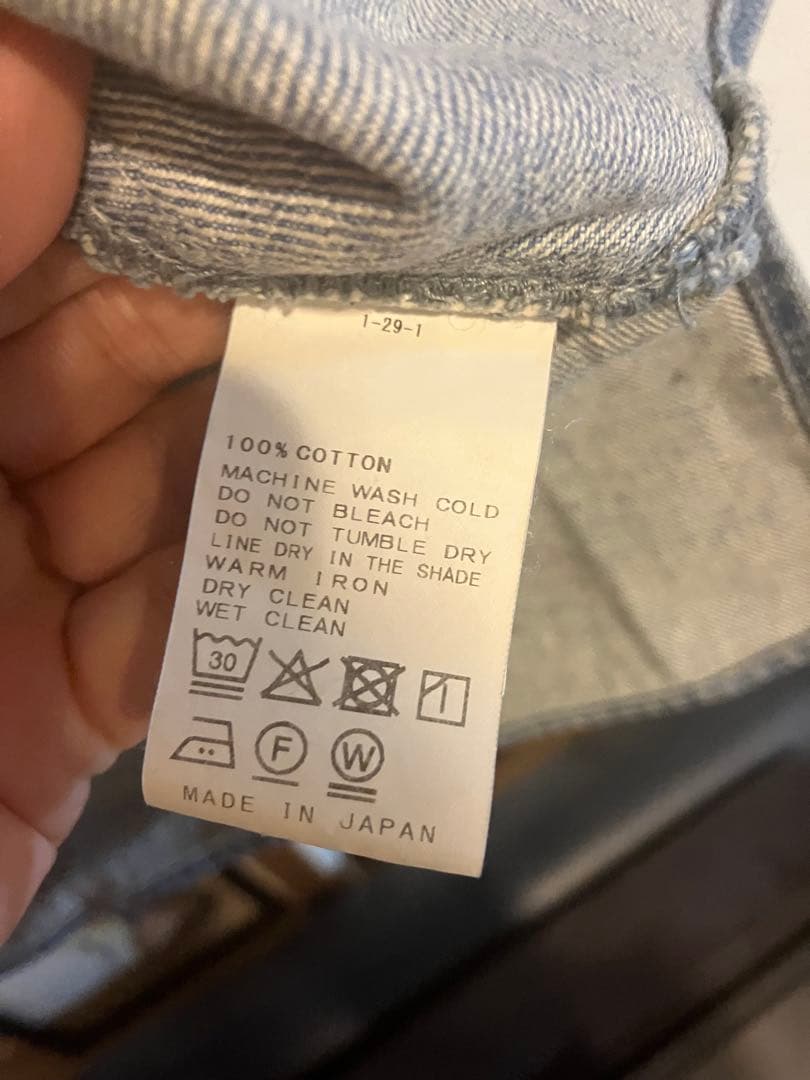 1-29-1
100% COTTON
MACHINE WASH COLD
DO NOT BLEACH
DO NOT TUMBLE DRY
LINE DRY IN THE SHADE
WARM IRON
DRY CLEAN
WET CLEAN
30
F W
MADE IN JAPAN